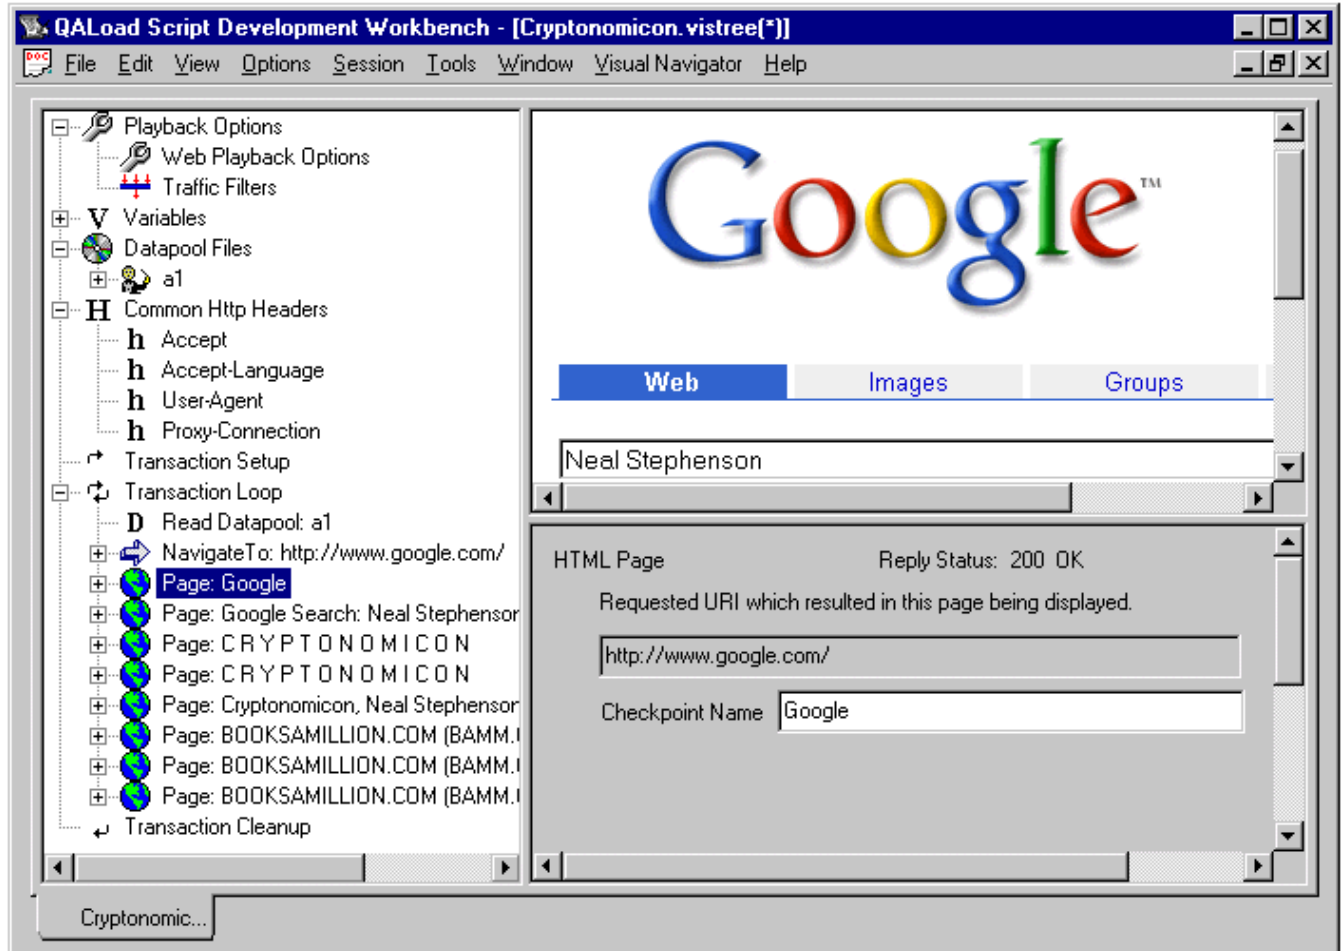 QALoad Script Development Workbench - [Cryptonomicon.vistree(*)]
File Edit View Options Session Tools Window Visual Navigator Help
Playback Options
Web Playback Options
Traffic Filters
V Variables
Datapool Files
a1
H Common Http Headers
h Accept
h Accept-Language
h User-Agent
h Proxy-Connection
Transaction Setup
Transaction Loop
D Read Datapool: a1
NavigateTo: http://www.google.com/
Page: Google
Page: Google Search: Neal Stephenson
Page: C R Y P T O N O M I C O N
Page: C R Y P T O N O M I C O N
Page: Cryptonomicon, Neal Stephenson
Page: BOOKSAMILLION.COM (BAMM.
Page: BOOKSAMILLION.COM (BAMM.
Page: BOOKSAMILLION.COM (BAMM.
Transaction Cleanup
Google™
Web Images Groups
Neal Stephenson
HTML Page Reply Status: 200 OK
Requested URI which resulted in this page being displayed.
http://www.google.com/
Checkpoint Name Google
Cryptonomic...